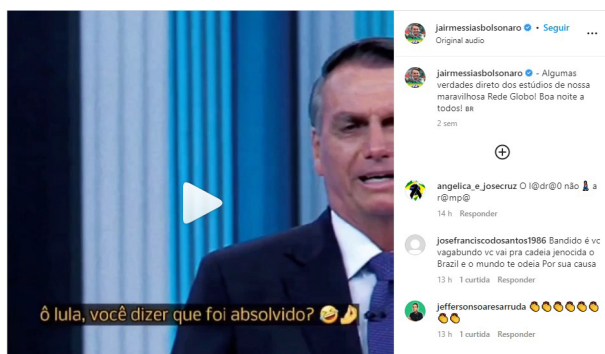 jairmessiasbolsonaro • Seguir
Original audio
jairmessiasbolsonaro - Algumas
verdades direto dos estúdios de nossa
maravilhosa Rede Globo! Boa noite a
todos! BR
2 sem
angelica_e_josecruz O l@dr@0 não a
r@mp@
14 h Responder
josefranciscodosantos1986 Bandido é vc
vagabundo vc vai pra cadeia jenocida o
Brazil e o mundo te odeia Por sua causa
13 h 1 curtida Responder
jeffersonsoaresarruda 👏👏👏👏👏👏
👏👏
13 h 1 curtida Responder
ô lula, você dizer que foi absolvido? 🤣🤌